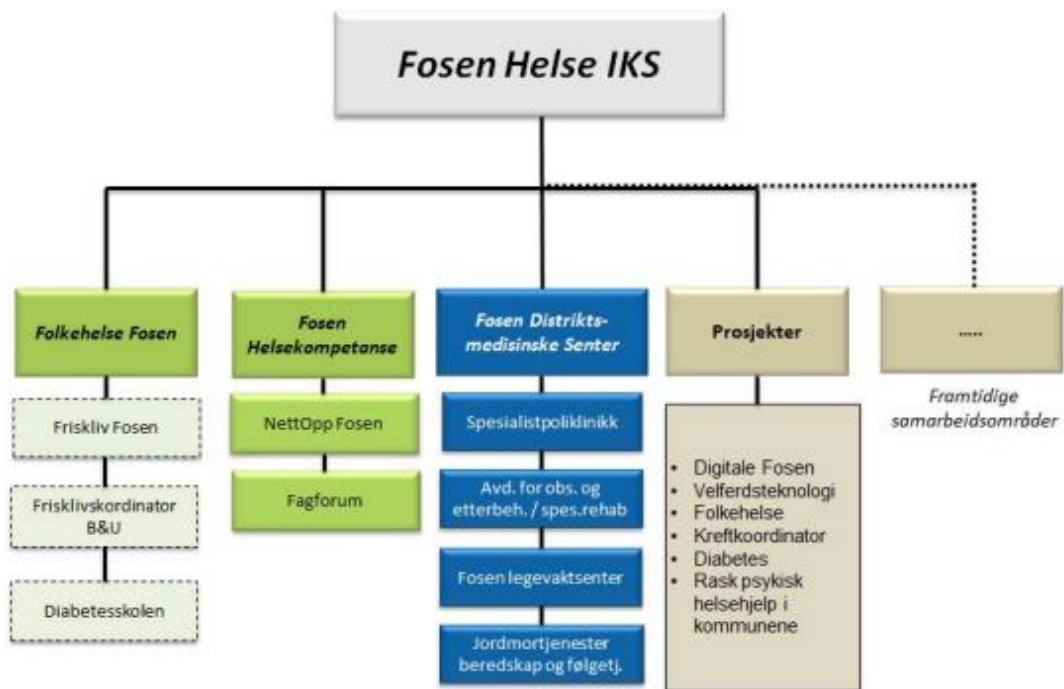 Fosen Helse IKS
Folkehelse Fosen
Friskliv Fosen
Frisklivskordinator
B&U
Diabetesskolen
Fosen
Helsekompetanse
NettOpp Fosen
Fagforum
Fosen Distrikts-
medisinske Senter
Spesialistpoliklinikk
Avd. for obs. og
etterbeh. / spes.rehab
Fosen legevaktsenter
Jordmortjenester
beredskap og følgetj.
Prosjekter
• Digitale Fosen
• Velferdsteknologi
• Folkehelse
• Kreftkoordinator
• Diabetes
• Rask psykisk
helsehjelp i
kommunene
.....
Framtidige
samarbeidsområder